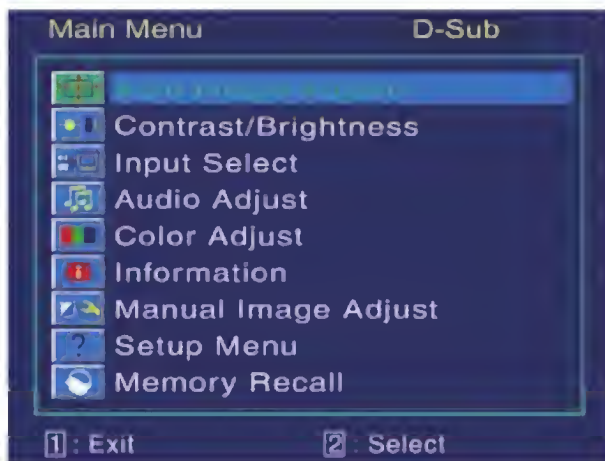 Main Menu D-Sub
Contrast/Brightness
Input Select
Audio Adjust
Color Adjust
Information
Manual Image Adjust
Setup Menu
Memory Recall
1 : Exit 2 : Select